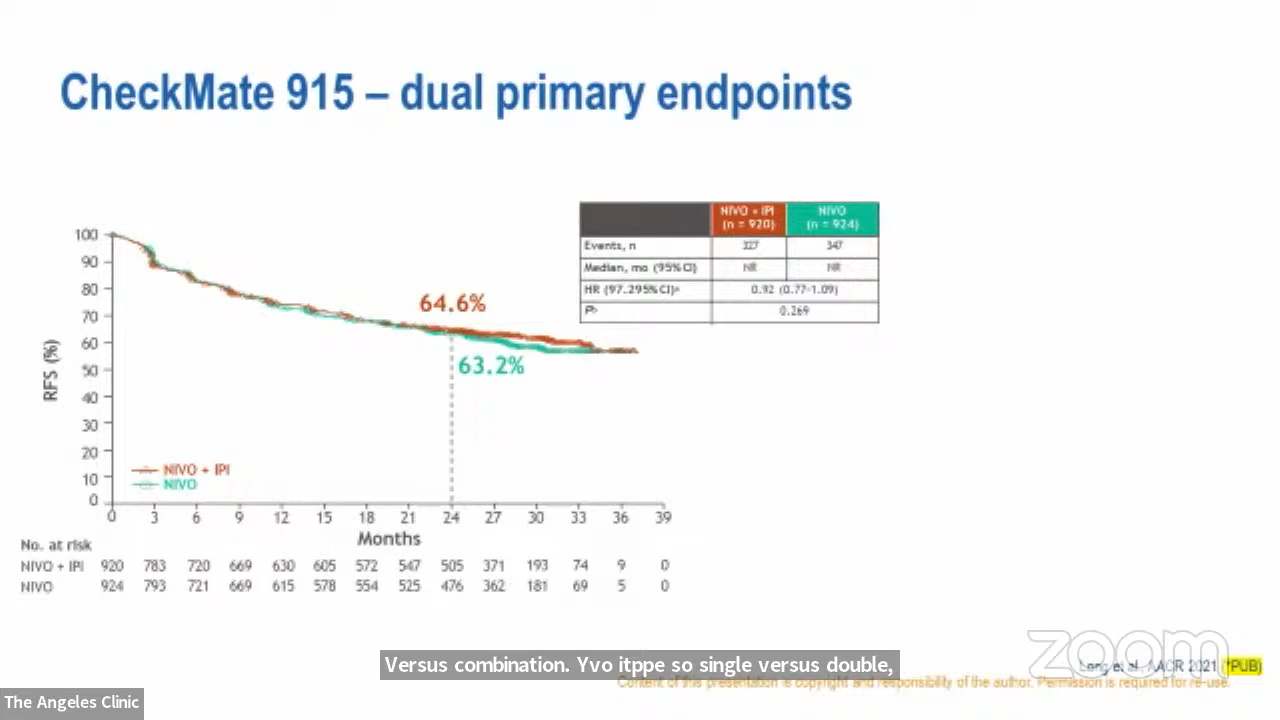 CheckMate 915 – dual primary endpoints
NIVO + IPI
(n = 920)
NIVO
(n = 924)
Events, n 327 347
Median, mo (95%CI) NR NR
HR (97.295%CI)ᵃ 0.92 (0.77-1.09)
Pᵇ 0.269
100
90
80
70
60
50
40
30
20
10
0
RFS (%)
64.6%
63.2%
NIVO + IPI
NIVO
0 3 6 9 12 15 18 21 24 27 30 33 36 39
Months
No. at risk
NIVO + IPI 920 783 720 669 630 605 572 547 505 371 193 74 9 0
NIVO 924 793 721 669 615 578 554 525 476 362 181 69 5 0
zoom
Long et al, AACR 2021 (*PUB)
Versus combination. Yvo itppe so single versus double,
Content of this presentation is copyright and responsibility of the author. Permission is required for re-use.
The Angeles Clinic